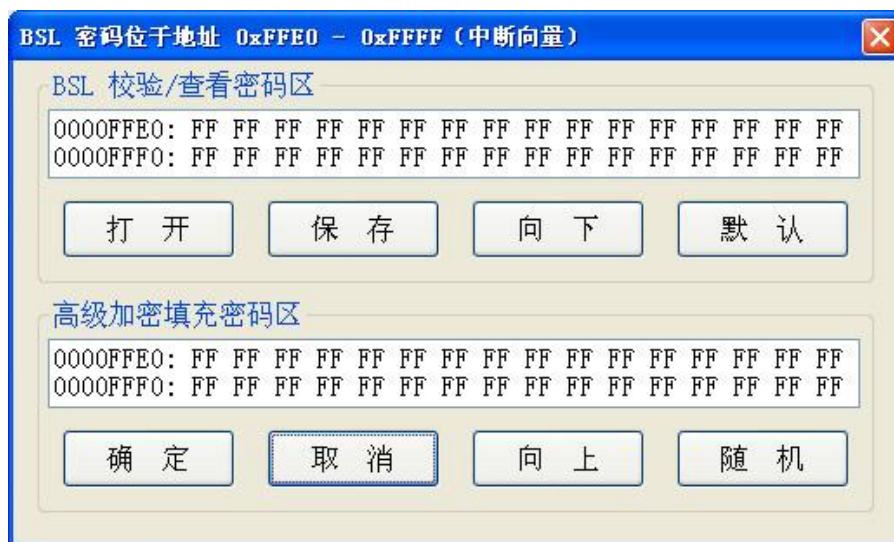 BSL 密码位于地址 0xFFE0 - 0xFFFF（中断向量）
BSL 校验/查看密码区
0000FFE0: FF FF FF FF FF FF FF FF FF FF FF FF FF FF FF FF
0000FFF0: FF FF FF FF FF FF FF FF FF FF FF FF FF FF FF FF
打 开 保 存 向 下 默 认
高级加密填充密码区
0000FFE0: FF FF FF FF FF FF FF FF FF FF FF FF FF FF FF FF
0000FFF0: FF FF FF FF FF FF FF FF FF FF FF FF FF FF FF FF
确 定 取 消 向 上 随 机